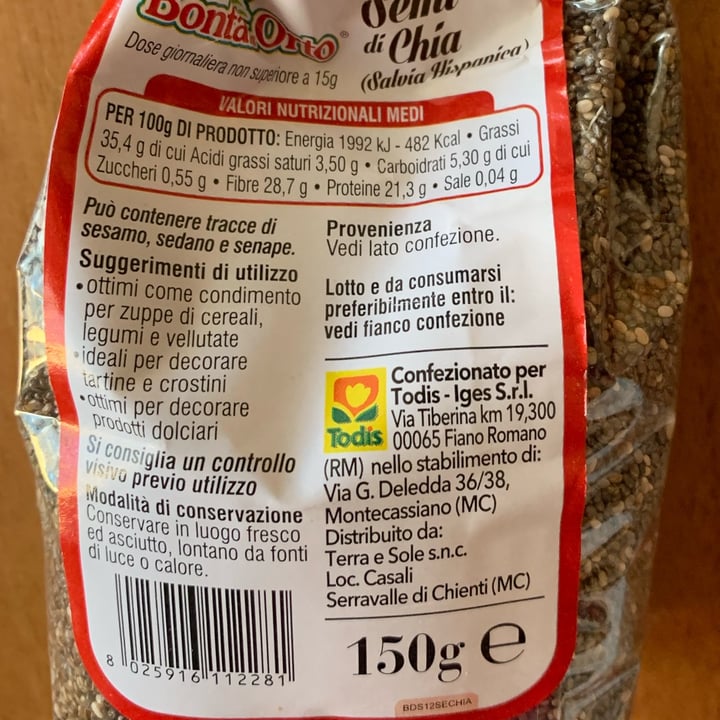 Bontà Orto®
Semi
di Chia
(Salvia Hispanica)
Dose giornaliera non superiore a 15g
VALORI NUTRIZIONALI MEDI
PER 100g DI PRODOTTO: Energia 1992 kJ - 482 Kcal • Grassi
35,4 g di cui Acidi grassi saturi 3,50 g • Carboidrati 5,30 g di cui
Zuccheri 0,55 g • Fibre 28,7 g • Proteine 21,3 g • Sale 0,04 g
Può contenere tracce di
sesamo, sedano e senape.
Suggerimenti di utilizzo
• ottimi come condimento
per zuppe di cereali,
legumi e vellutate
• ideali per decorare
tartine e crostini
• ottimi per decorare
prodotti dolciari
Si consiglia un controllo
visivo previo utilizzo
Modalità di conservazione
Conservare in luogo fresco
ed asciutto, lontano da fonti
di luce o calore.
8 025916 112281
Provenienza
Vedi lato confezione.
Lotto e da consumarsi
preferibilmente entro il:
vedi fianco confezione
Todis
Confezionato per
Todis - Iges S.r.l.
Via Tiberina km 19,300
00065 Fiano Romano
(RM) nello stabilimento di:
Via G. Deledda 36/38,
Montecassiano (MC)
Distribuito da:
Terra e Sole s.n.c.
Loc. Casali
Serravalle di Chienti (MC)
150g e
BDS12SECHIA